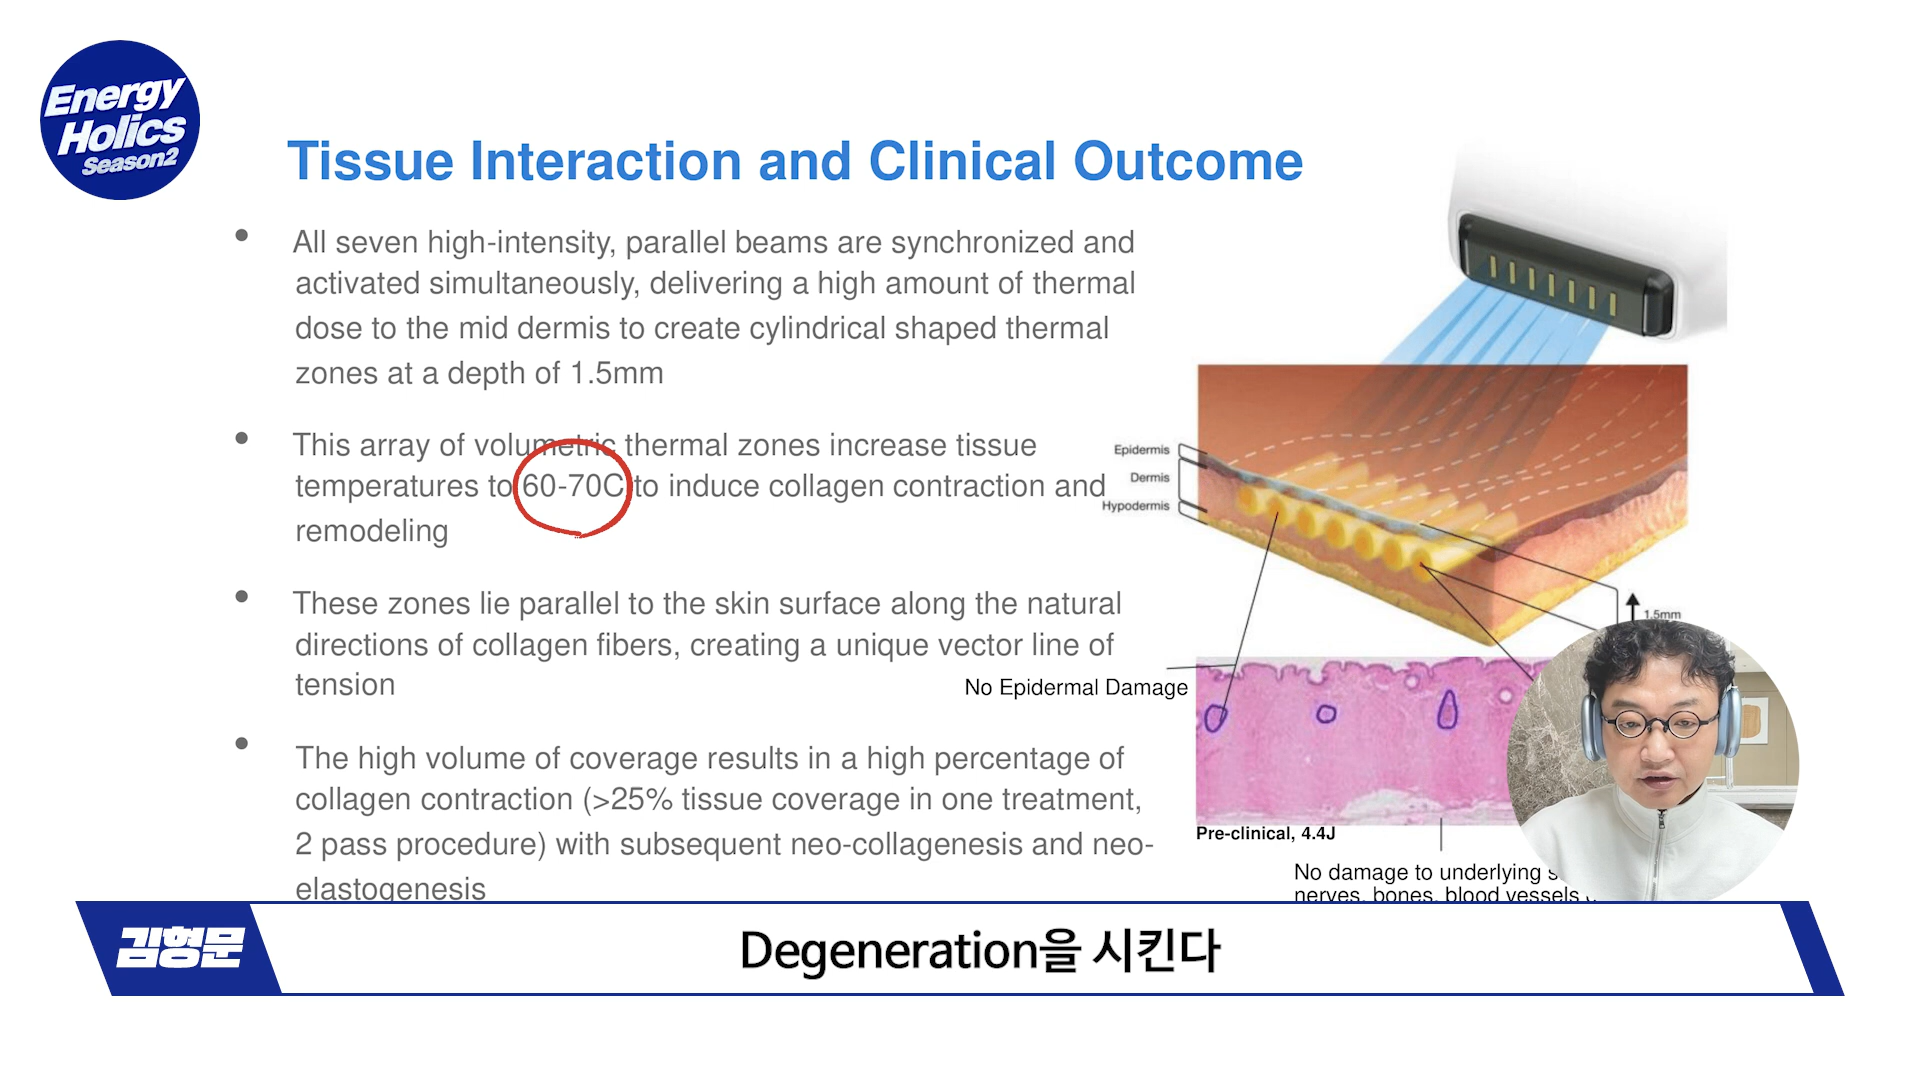 Energy
Holics
Season2
Tissue Interaction and Clinical Outcome
• All seven high-intensity, parallel beams are synchronized and
activated simultaneously, delivering a high amount of thermal
dose to the mid dermis to create cylindrical shaped thermal
zones at a depth of 1.5mm
• This array of volumetric thermal zones increase tissue
temperatures to 60-70C to induce collagen contraction and
remodeling
• These zones lie parallel to the skin surface along the natural
directions of collagen fibers, creating a unique vector line of
tension
• The high volume of coverage results in a high percentage of
collagen contraction (>25% tissue coverage in one treatment,
2 pass procedure) with subsequent neo-collagenesis and neo-
elastogenesis
Epidermis
Dermis
Hypodermis
1.5mm
No Epidermal Damage
Pre-clinical, 4.4J
No damage to underlying
nerves, bones, blood vessels
김형문
Degeneration을 시킨다